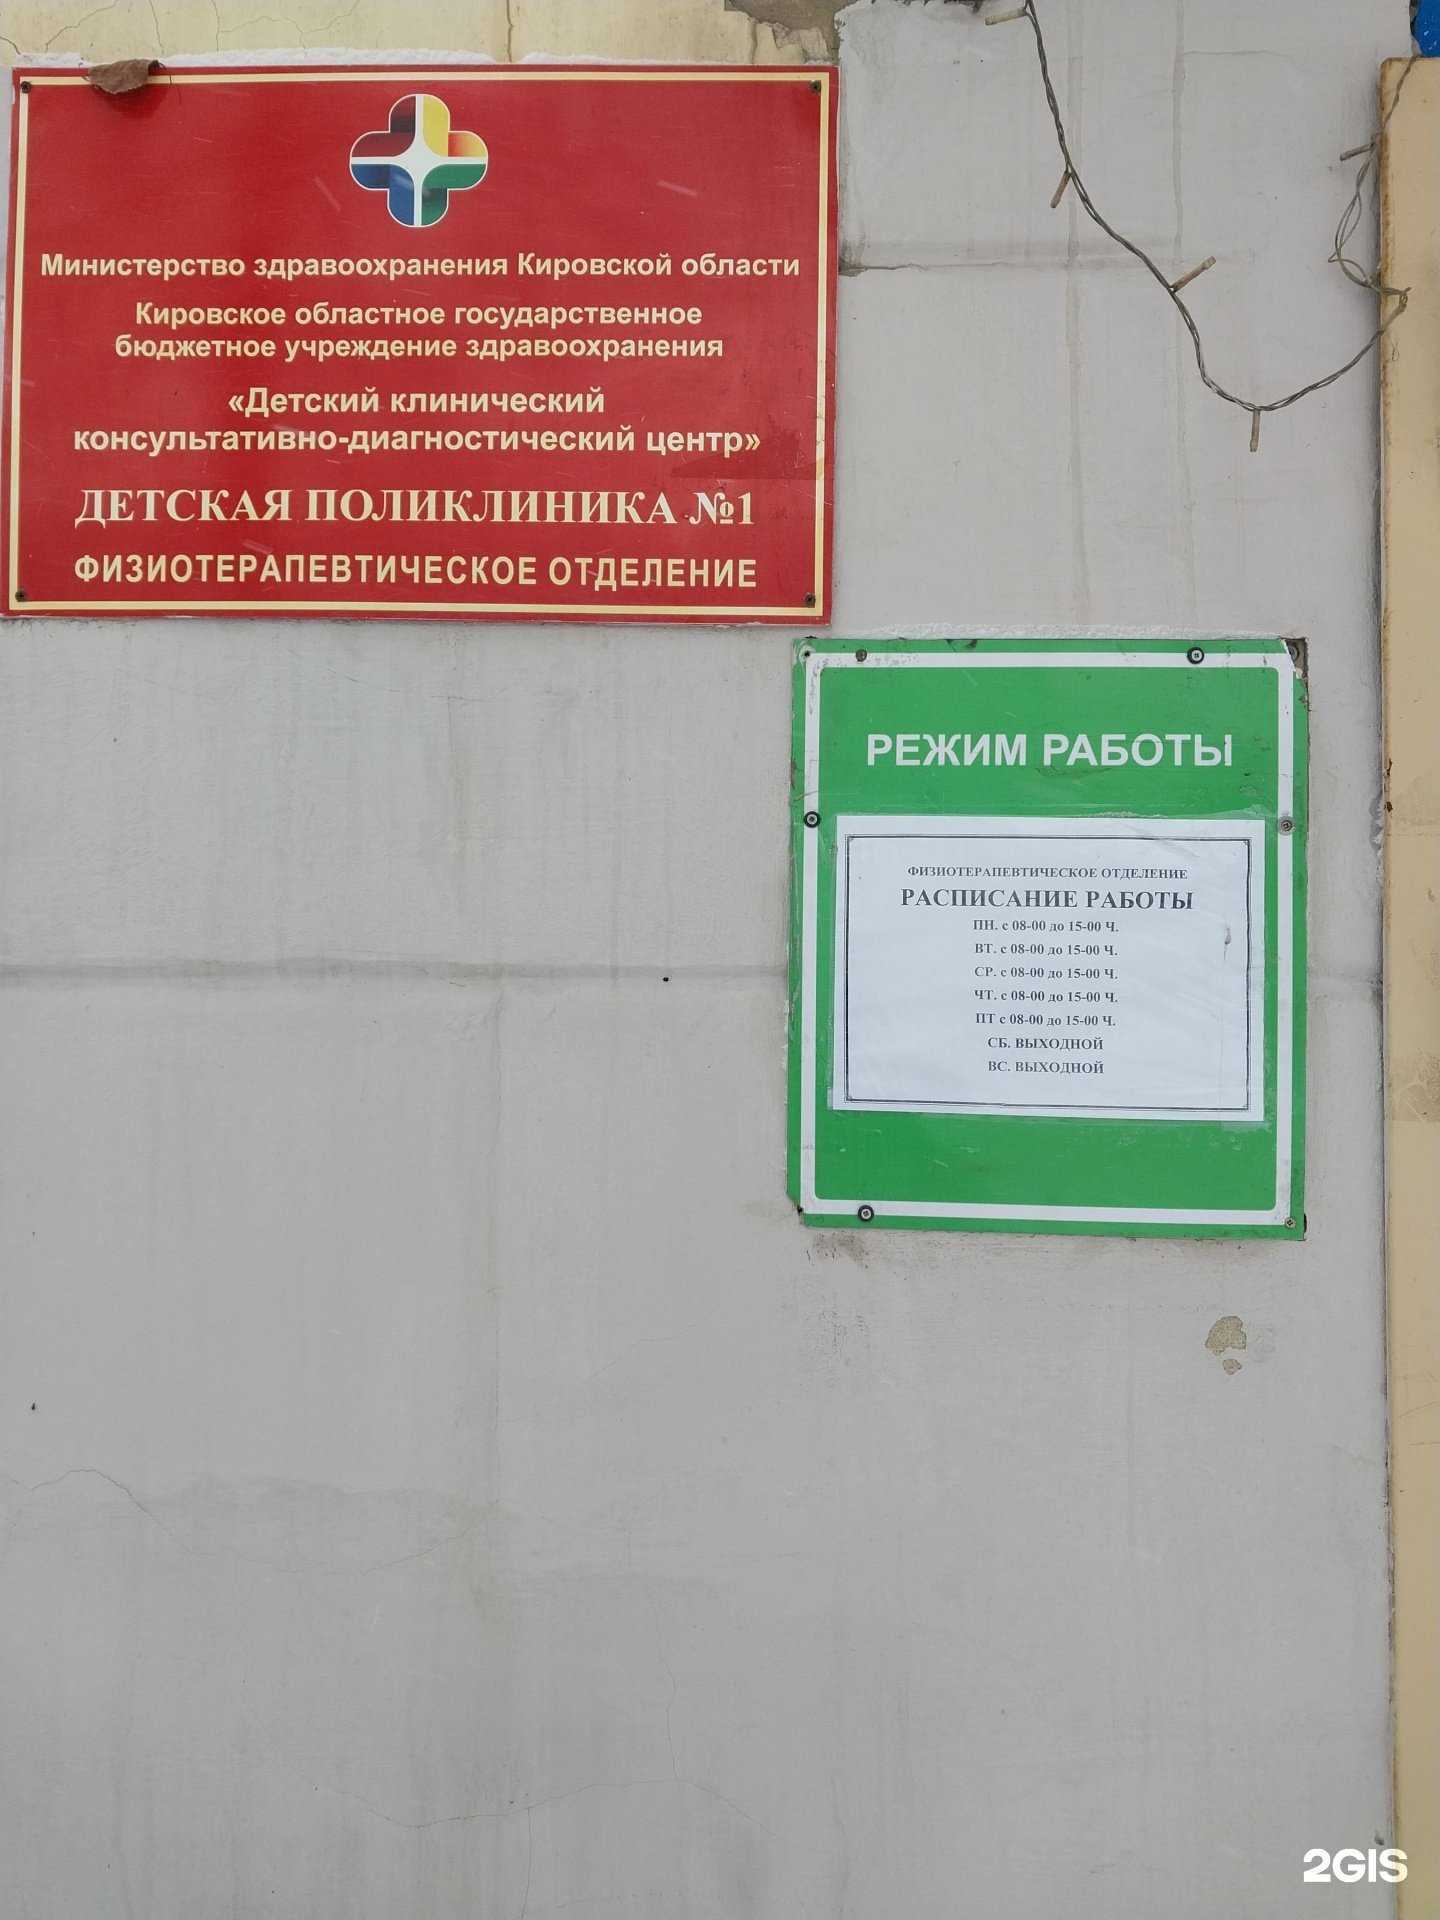 Министерство здравоохранения Кировской области
Кировское областное государственное
бюджетное учреждение здравоохранения
«Детский клинический
консультативно-диагностический центр»
ДЕТСКАЯ ПОЛИКЛИНИКА №1
ФИЗИОТЕРАПЕВТИЧЕСКОЕ ОТДЕЛЕНИЕ
РЕЖИМ РАБОТЫ
ФИЗИОТЕРАПЕВТИЧЕСКОЕ ОТДЕЛЕНИЕ
РАСПИСАНИЕ РАБОТЫ
ПН. с 08-00 до 15-00 Ч.
ВТ. с 08-00 до 15-00 Ч.
СР. с 08-00 до 15-00 Ч.
ЧТ. с 08-00 до 15-00 Ч.
ПТ с 08-00 до 15-00 Ч.
СБ. ВЫХОДНОЙ
ВС. ВЫХОДНОЙ
2GIS